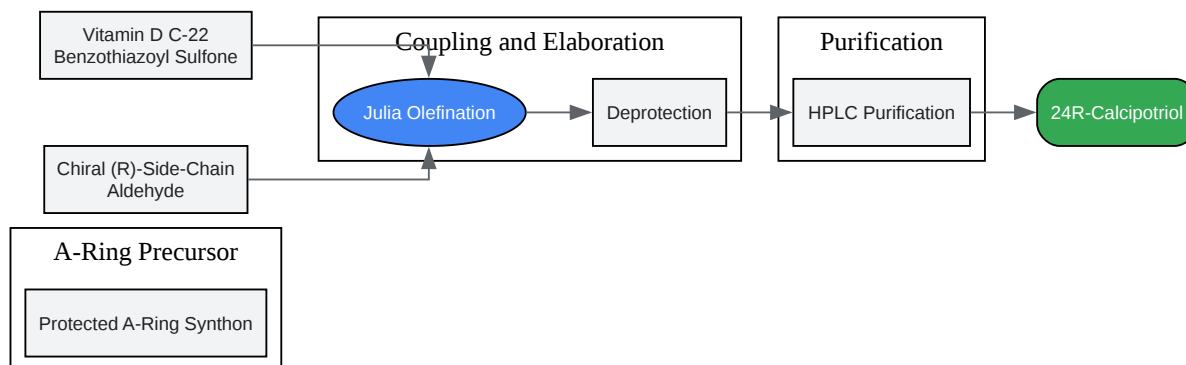 Vitamin D C-22
Benzothiazoyl Sulfone
Coupling and Elaboration
Purification
Julia Olefination
Deprotection
HPLC Purification
24R-Calcipotriol
Chiral (R)-Side-Chain
Aldehyde
A-Ring Precursor
Protected A-Ring Synthon